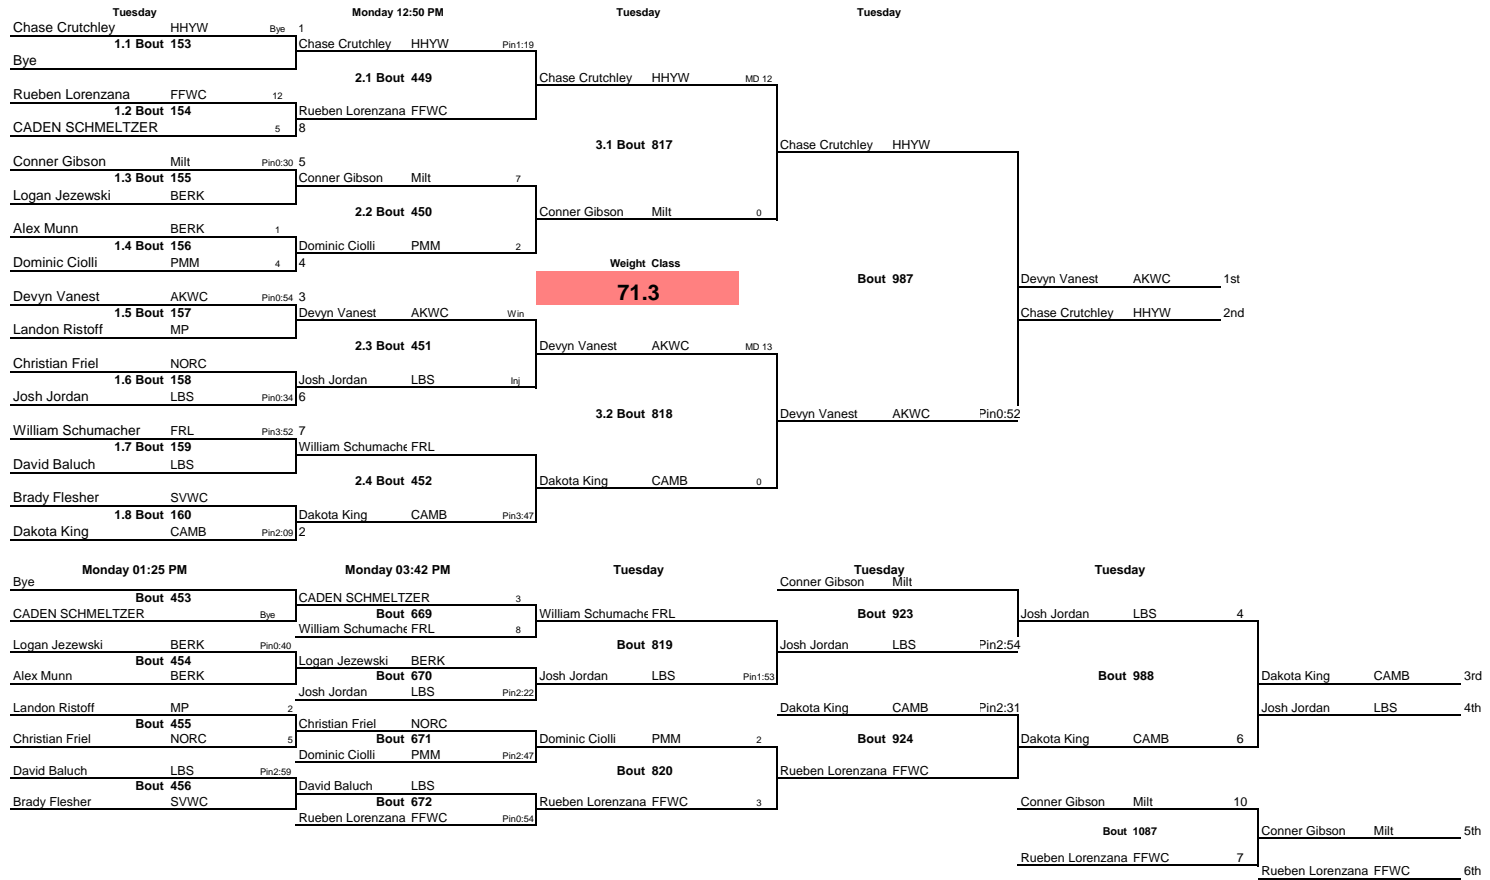 Tuesday Monday 12:50 PM Tuesday Tuesday
Chase Crutchley HHYW Bye 1
1.1 Bout 153
Chase Crutchley HHYW Pin1:19
Bye
2.1 Bout 449
Chase Crutchley HHYW MD 12
Rueben Lorenzana FFWC 12
1.2 Bout 154
Rueben Lorenzana FFWC
CADEN SCHMELTZER 5 8
3.1 Bout 817
Chase Crutchley HHYW
Conner Gibson Milt Pin0:30 5
1.3 Bout 155
Conner Gibson Milt 7
Logan Jezewski BERK
2.2 Bout 450
Conner Gibson Milt 0
Alex Munn BERK 1
1.4 Bout 156
Dominic Ciolli PMM 2
Dominic Ciolli PMM 4 4
Weight Class
71.3
Bout 987
Devyn Vanest AKWC 1st
Devyn Vanest AKWC Pin0:54 3
1.5 Bout 157
Devyn Vanest AKWC Win
Chase Crutchley HHYW 2nd
Landon Ristoff MP
2.3 Bout 451
Devyn Vanest AKWC MD 13
Christian Friel NORC
1.6 Bout 158
Josh Jordan LBS Inj
Josh Jordan LBS Pin0:34 6
3.2 Bout 818
Devyn Vanest AKWC Pin0:52
William Schumacher FRL Pin3:52 7
1.7 Bout 159
William Schumache FRL
David Baluch LBS
2.4 Bout 452
Dakota King CAMB 0
Brady Flesher SVWC
1.8 Bout 160
Dakota King CAMB Pin3:47
Dakota King CAMB Pin2:09 2
Monday 01:25 PM Monday 03:42 PM Tuesday Tuesday Tuesday
Bye
Conner Gibson Milt
Bout 453
CADEN SCHMELTZER 3
CADEN SCHMELTZER Bye
Bout 669
William Schumache FRL
Bout 923
Josh Jordan LBS 4
William Schumache FRL 8
Logan Jezewski BERK Pin0:40
Bout 819
Josh Jordan LBS Pin2:54
Bout 454
Logan Jezewski BERK
Alex Munn BERK
Bout 670
Josh Jordan LBS Pin1:53
Bout 988
Dakota King CAMB 3rd
Josh Jordan LBS Pin2:22
Landon Ristoff MP 2
Dakota King CAMB Pin2:31
Josh Jordan LBS 4th
Bout 455
Christian Friel NORC
Christian Friel NORC 5
Bout 671
Dominic Ciolli PMM 2
Bout 924
Dakota King CAMB 6
Dominic Ciolli PMM Pin2:47
David Baluch LBS Pin2:59
Bout 820
Rueben Lorenzana FFWC
Bout 456
David Baluch LBS
Brady Flesher SVWC
Bout 672
Rueben Lorenzana FFWC 3
Conner Gibson Milt 10
Rueben Lorenzana FFWC Pin0:54
Bout 1087
Conner Gibson Milt 5th
Rueben Lorenzana FFWC 7
Rueben Lorenzana FFWC 6th